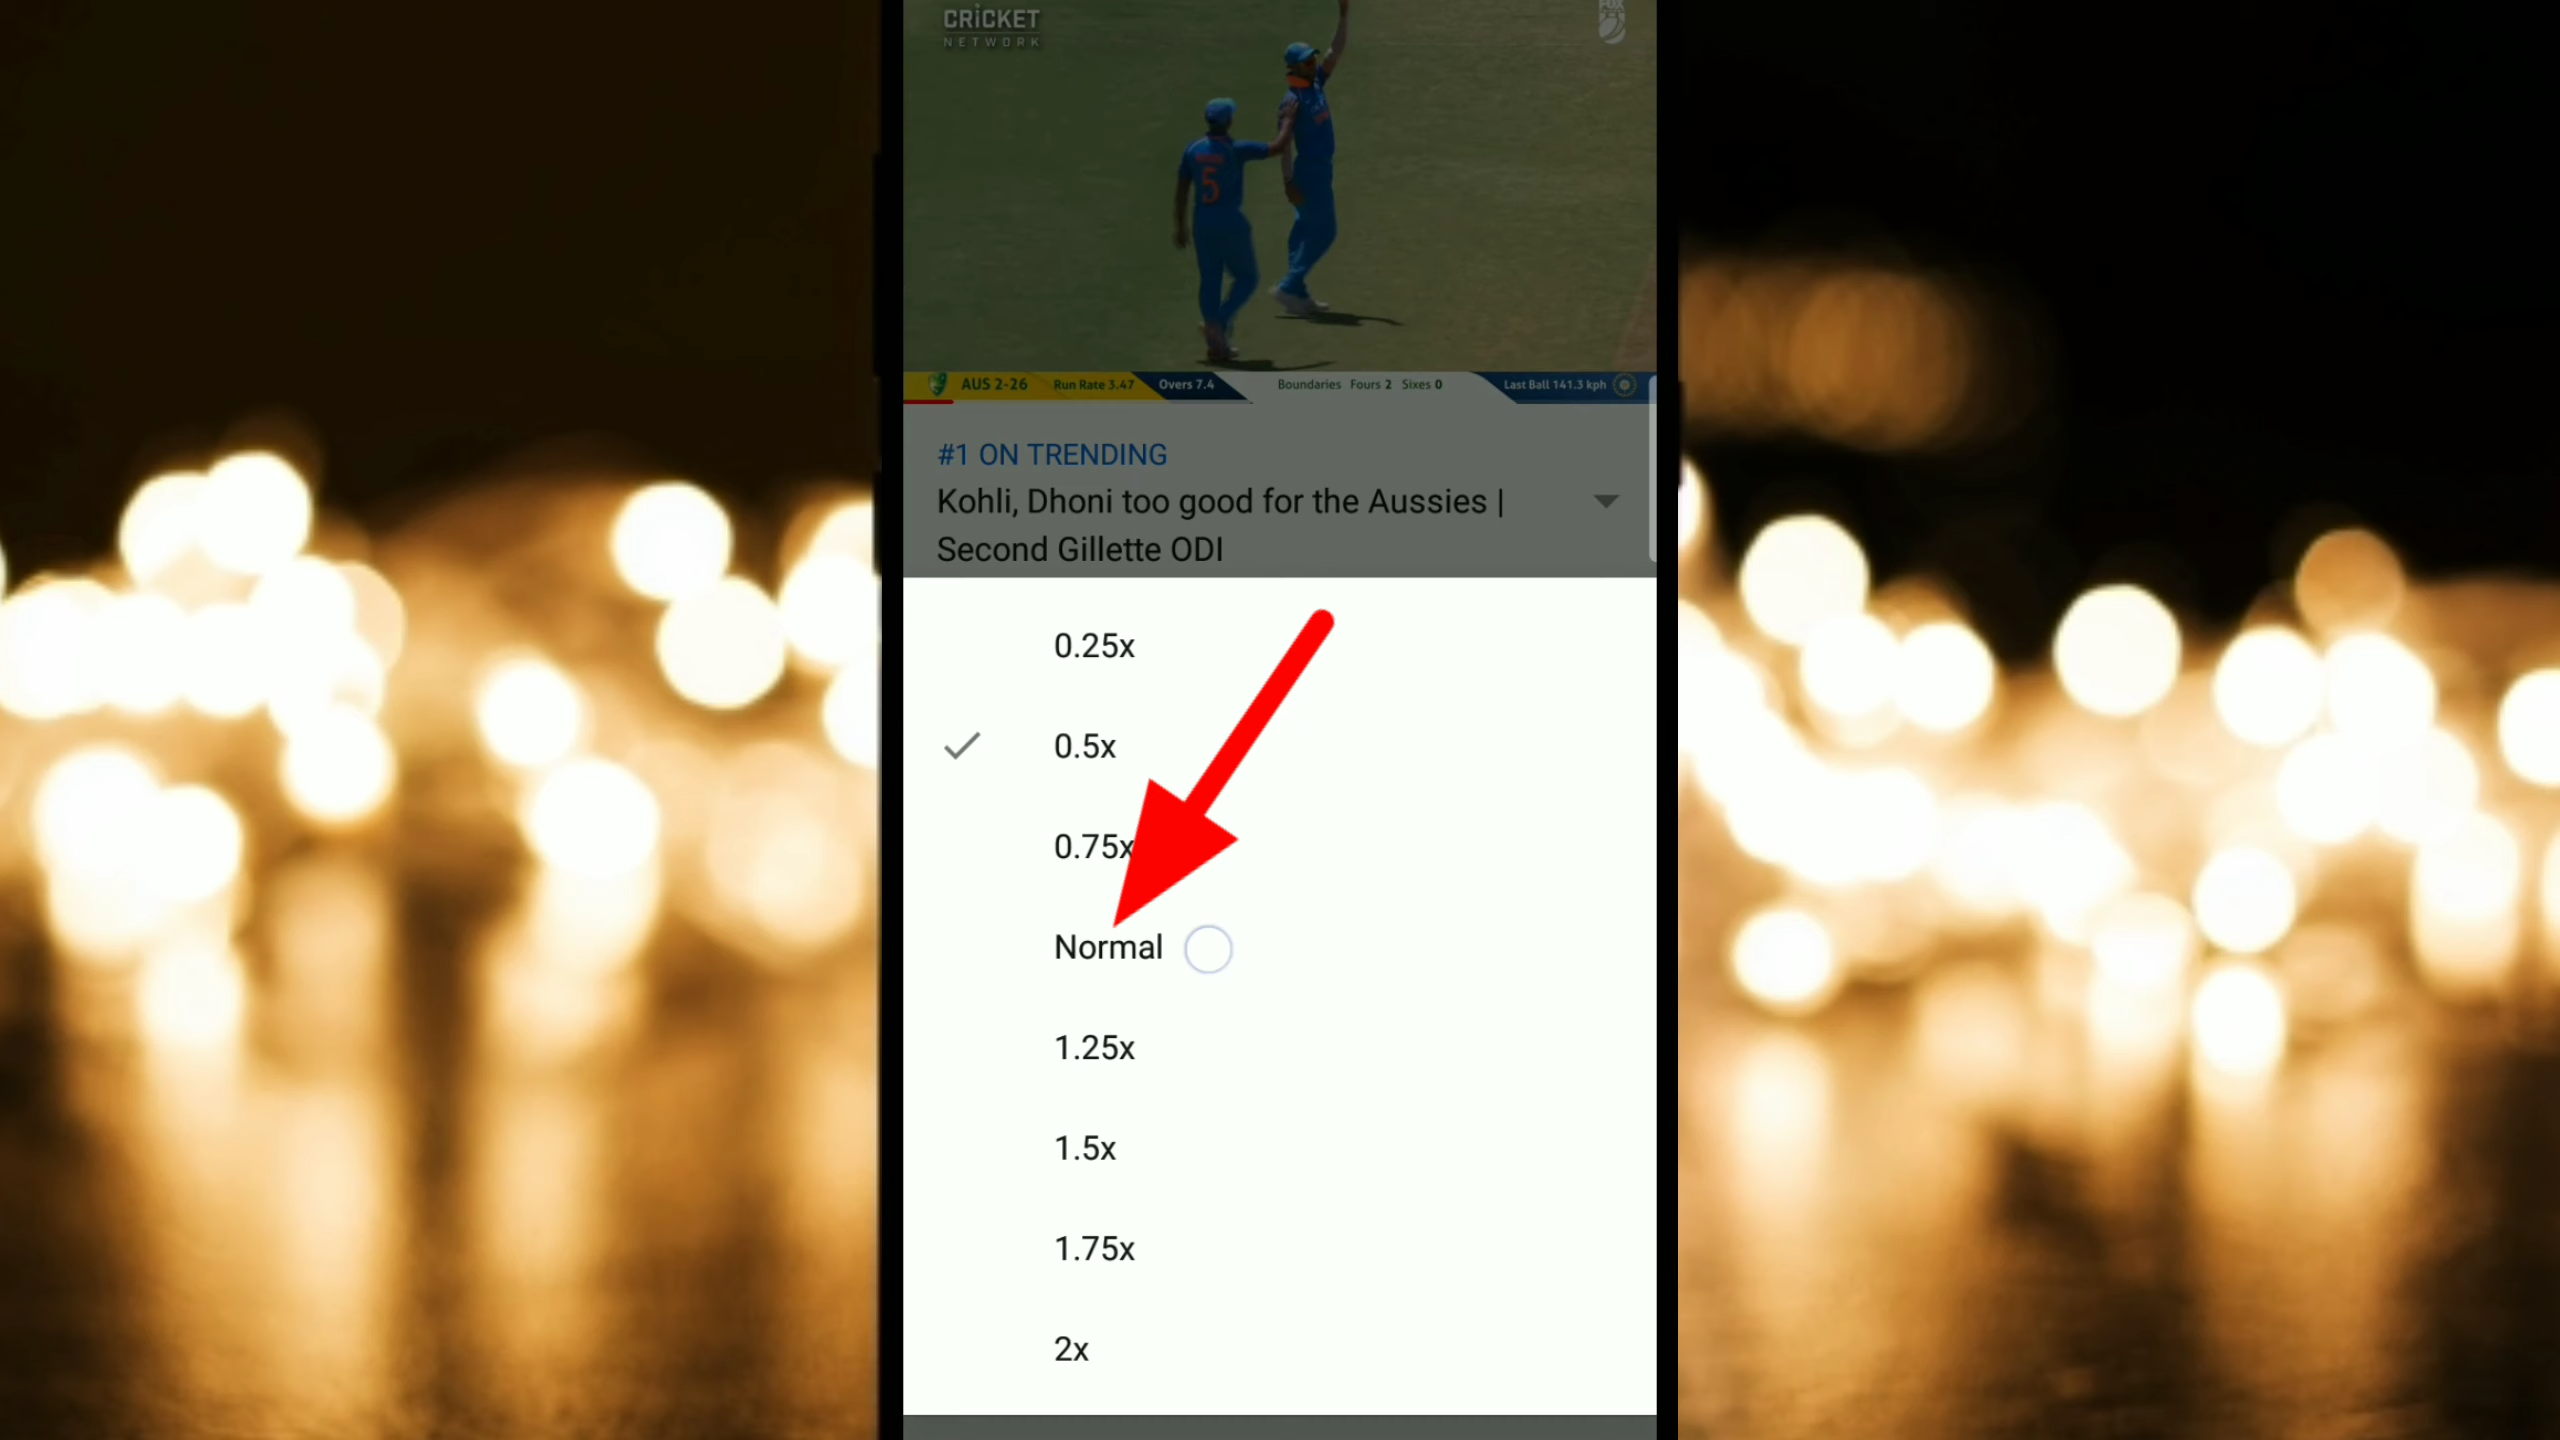 CRICKET
NETWORK
FOX
5
AUS 2-26 Run Rate 3.47 Overs 7.4 Boundaries Fours 2 Sixes 0 Last Ball 141.3 kph
#1 ON TRENDING
Kohli, Dhoni too good for the Aussies |
Second Gillette ODI
0.25x
0.5x
0.75x
Normal
1.25x
1.5x
1.75x
2x